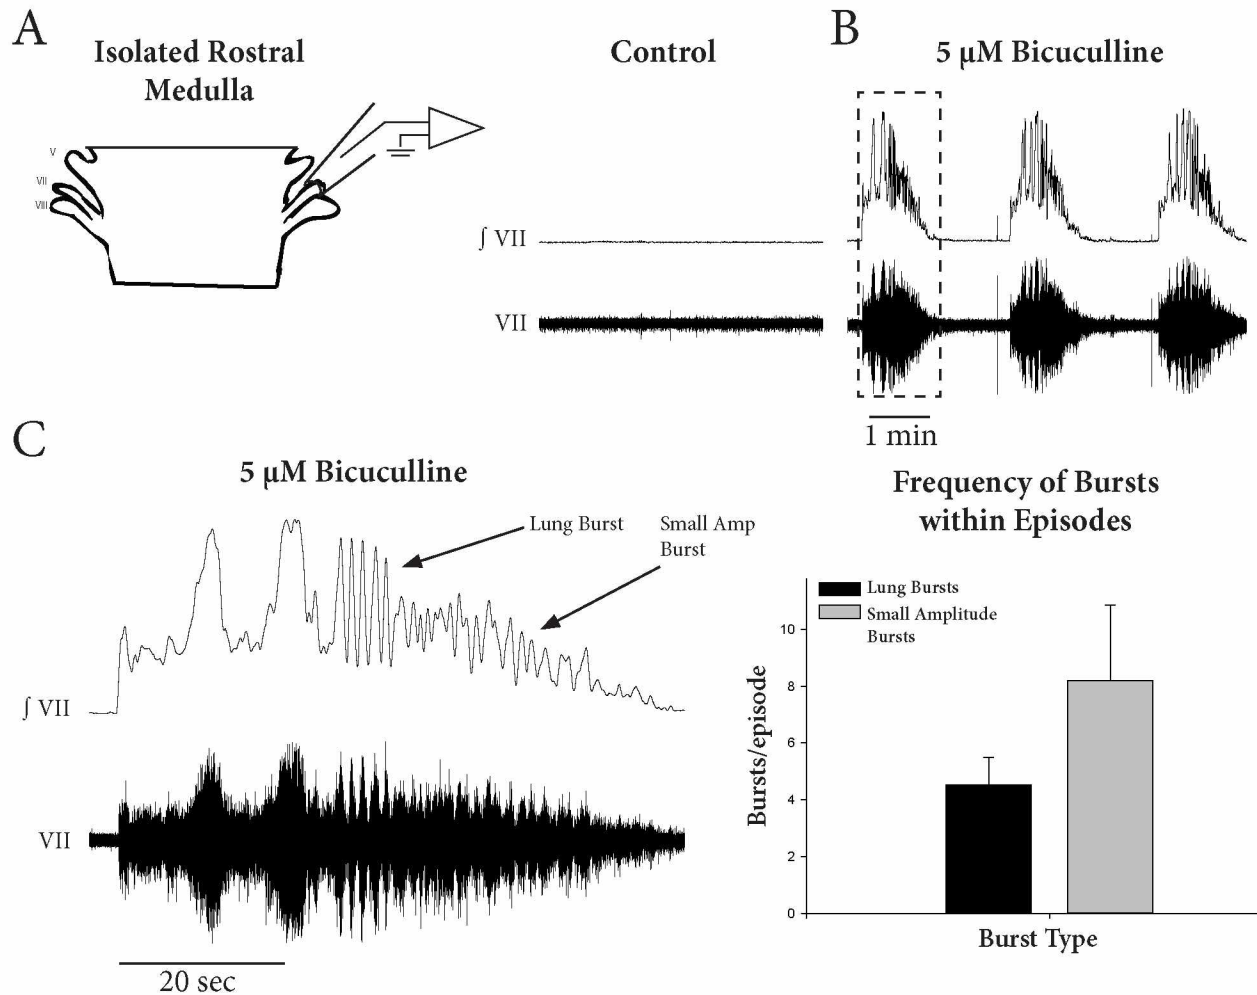 A
Isolated Rostral
Medulla
V
VII
VIII
Control
∫ VII
VII
B
5 µM Bicuculline
1 min
C
5 µM Bicuculline
Lung Burst
Small Amp
Burst
∫ VII
VII
20 sec
Frequency of Bursts
within Episodes
Lung Bursts
Small Amplitude
Bursts
Bursts/episode
10
8
6
4
2
0
Burst Type